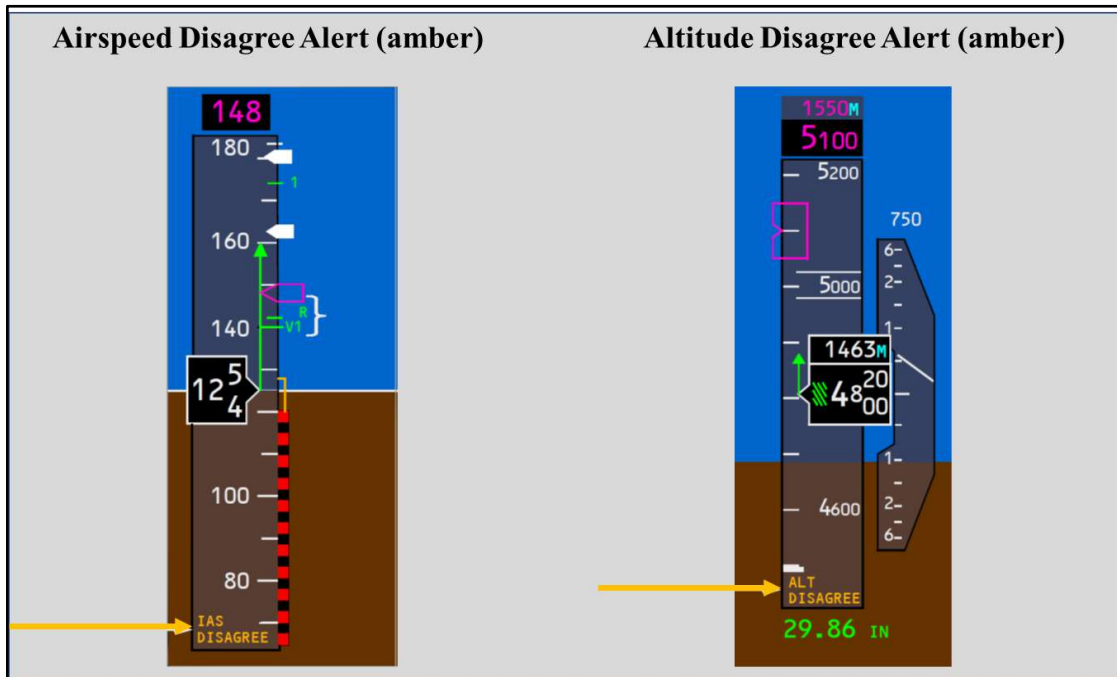 Airspeed Disagree Alert (amber)
148
180
1
160
R
V1
140
12 5
4
100
80
IAS
DISAGREE
Altitude Disagree Alert (amber)
1550M
5100
5200
750
6
2
5000
1
1463M
4820
00
1
4600
2
6
ALT
DISAGREE
29.86 IN